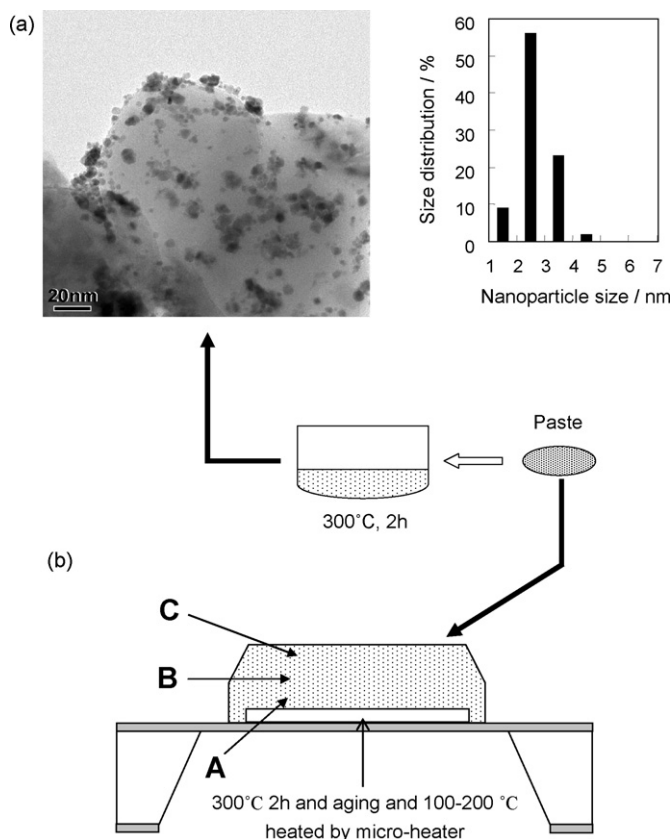 (a)
20nm
Size distribution / %
60
50
40
30
20
10
0
1 2 3 4 5 6 7
Nanoparticle size / nm
Paste
300°C, 2h
(b)
C
B
A
300℃ 2h and aging and 100-200 ℃
heated by micro-heater